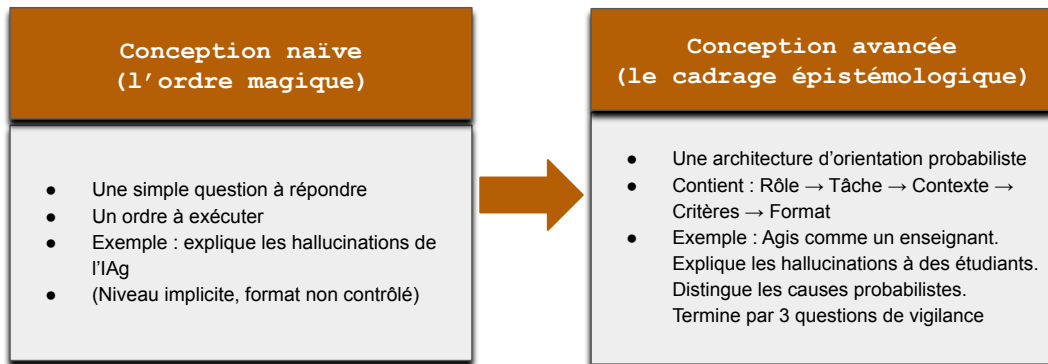 Conception naïve
(l'ordre magique)
● Une simple question à répondre
● Un ordre à exécuter
● Exemple : explique les hallucinations de
l'IAg
● (Niveau implicite, format non contrôlé)
Conception avancée
(le cadrage épistémologique)
● Une architecture d'orientation probabiliste
● Contient : Rôle → Tâche → Contexte →
Critères → Format
● Exemple : Agis comme un enseignant.
Explique les hallucinations à des étudiants.
Distingue les causes probabilistes.
Termine par 3 questions de vigilance